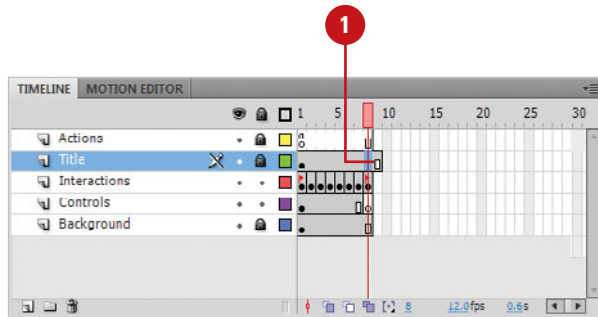 1
TIMELINE MOTION EDITOR
1 5 10 15 20 25 30
Actions
Title
Interactions
Controls
Background
8 12.0fps 0.6s